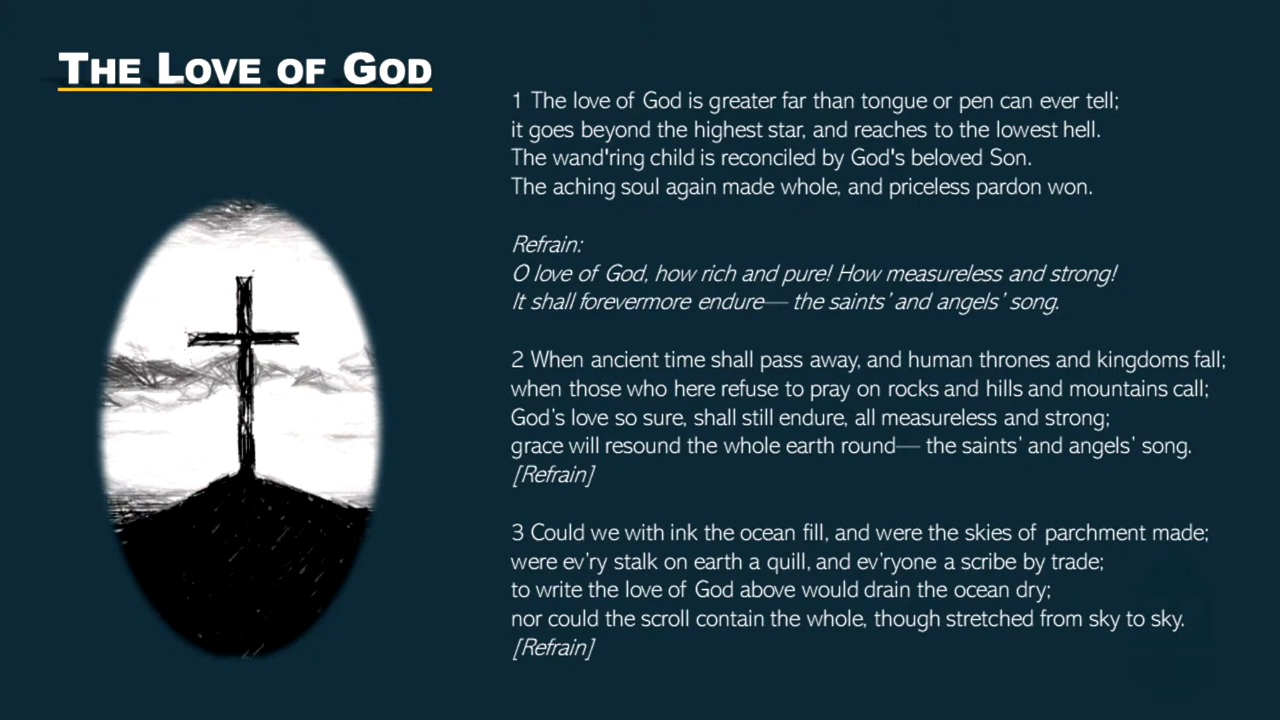 THE LOVE OF GOD
1 The love of God is greater far than tongue or pen can ever tell;
it goes beyond the highest star, and reaches to the lowest hell.
The wand'ring child is reconciled by God's beloved Son.
The aching soul again made whole, and priceless pardon won.
Refrain:
O love of God, how rich and pure! How measureless and strong!
It shall forevermore endure— the saints’ and angels’ song.
2 When ancient time shall pass away, and human thrones and kingdoms fall;
when those who here refuse to pray on rocks and hills and mountains call;
God’s love so sure, shall still endure, all measureless and strong;
grace will resound the whole earth round— the saints’ and angels’ song.
[Refrain]
3 Could we with ink the ocean fill, and were the skies of parchment made;
were ev’ry stalk on earth a quill, and ev’ryone a scribe by trade;
to write the love of God above would drain the ocean dry;
nor could the scroll contain the whole, though stretched from sky to sky.
[Refrain]